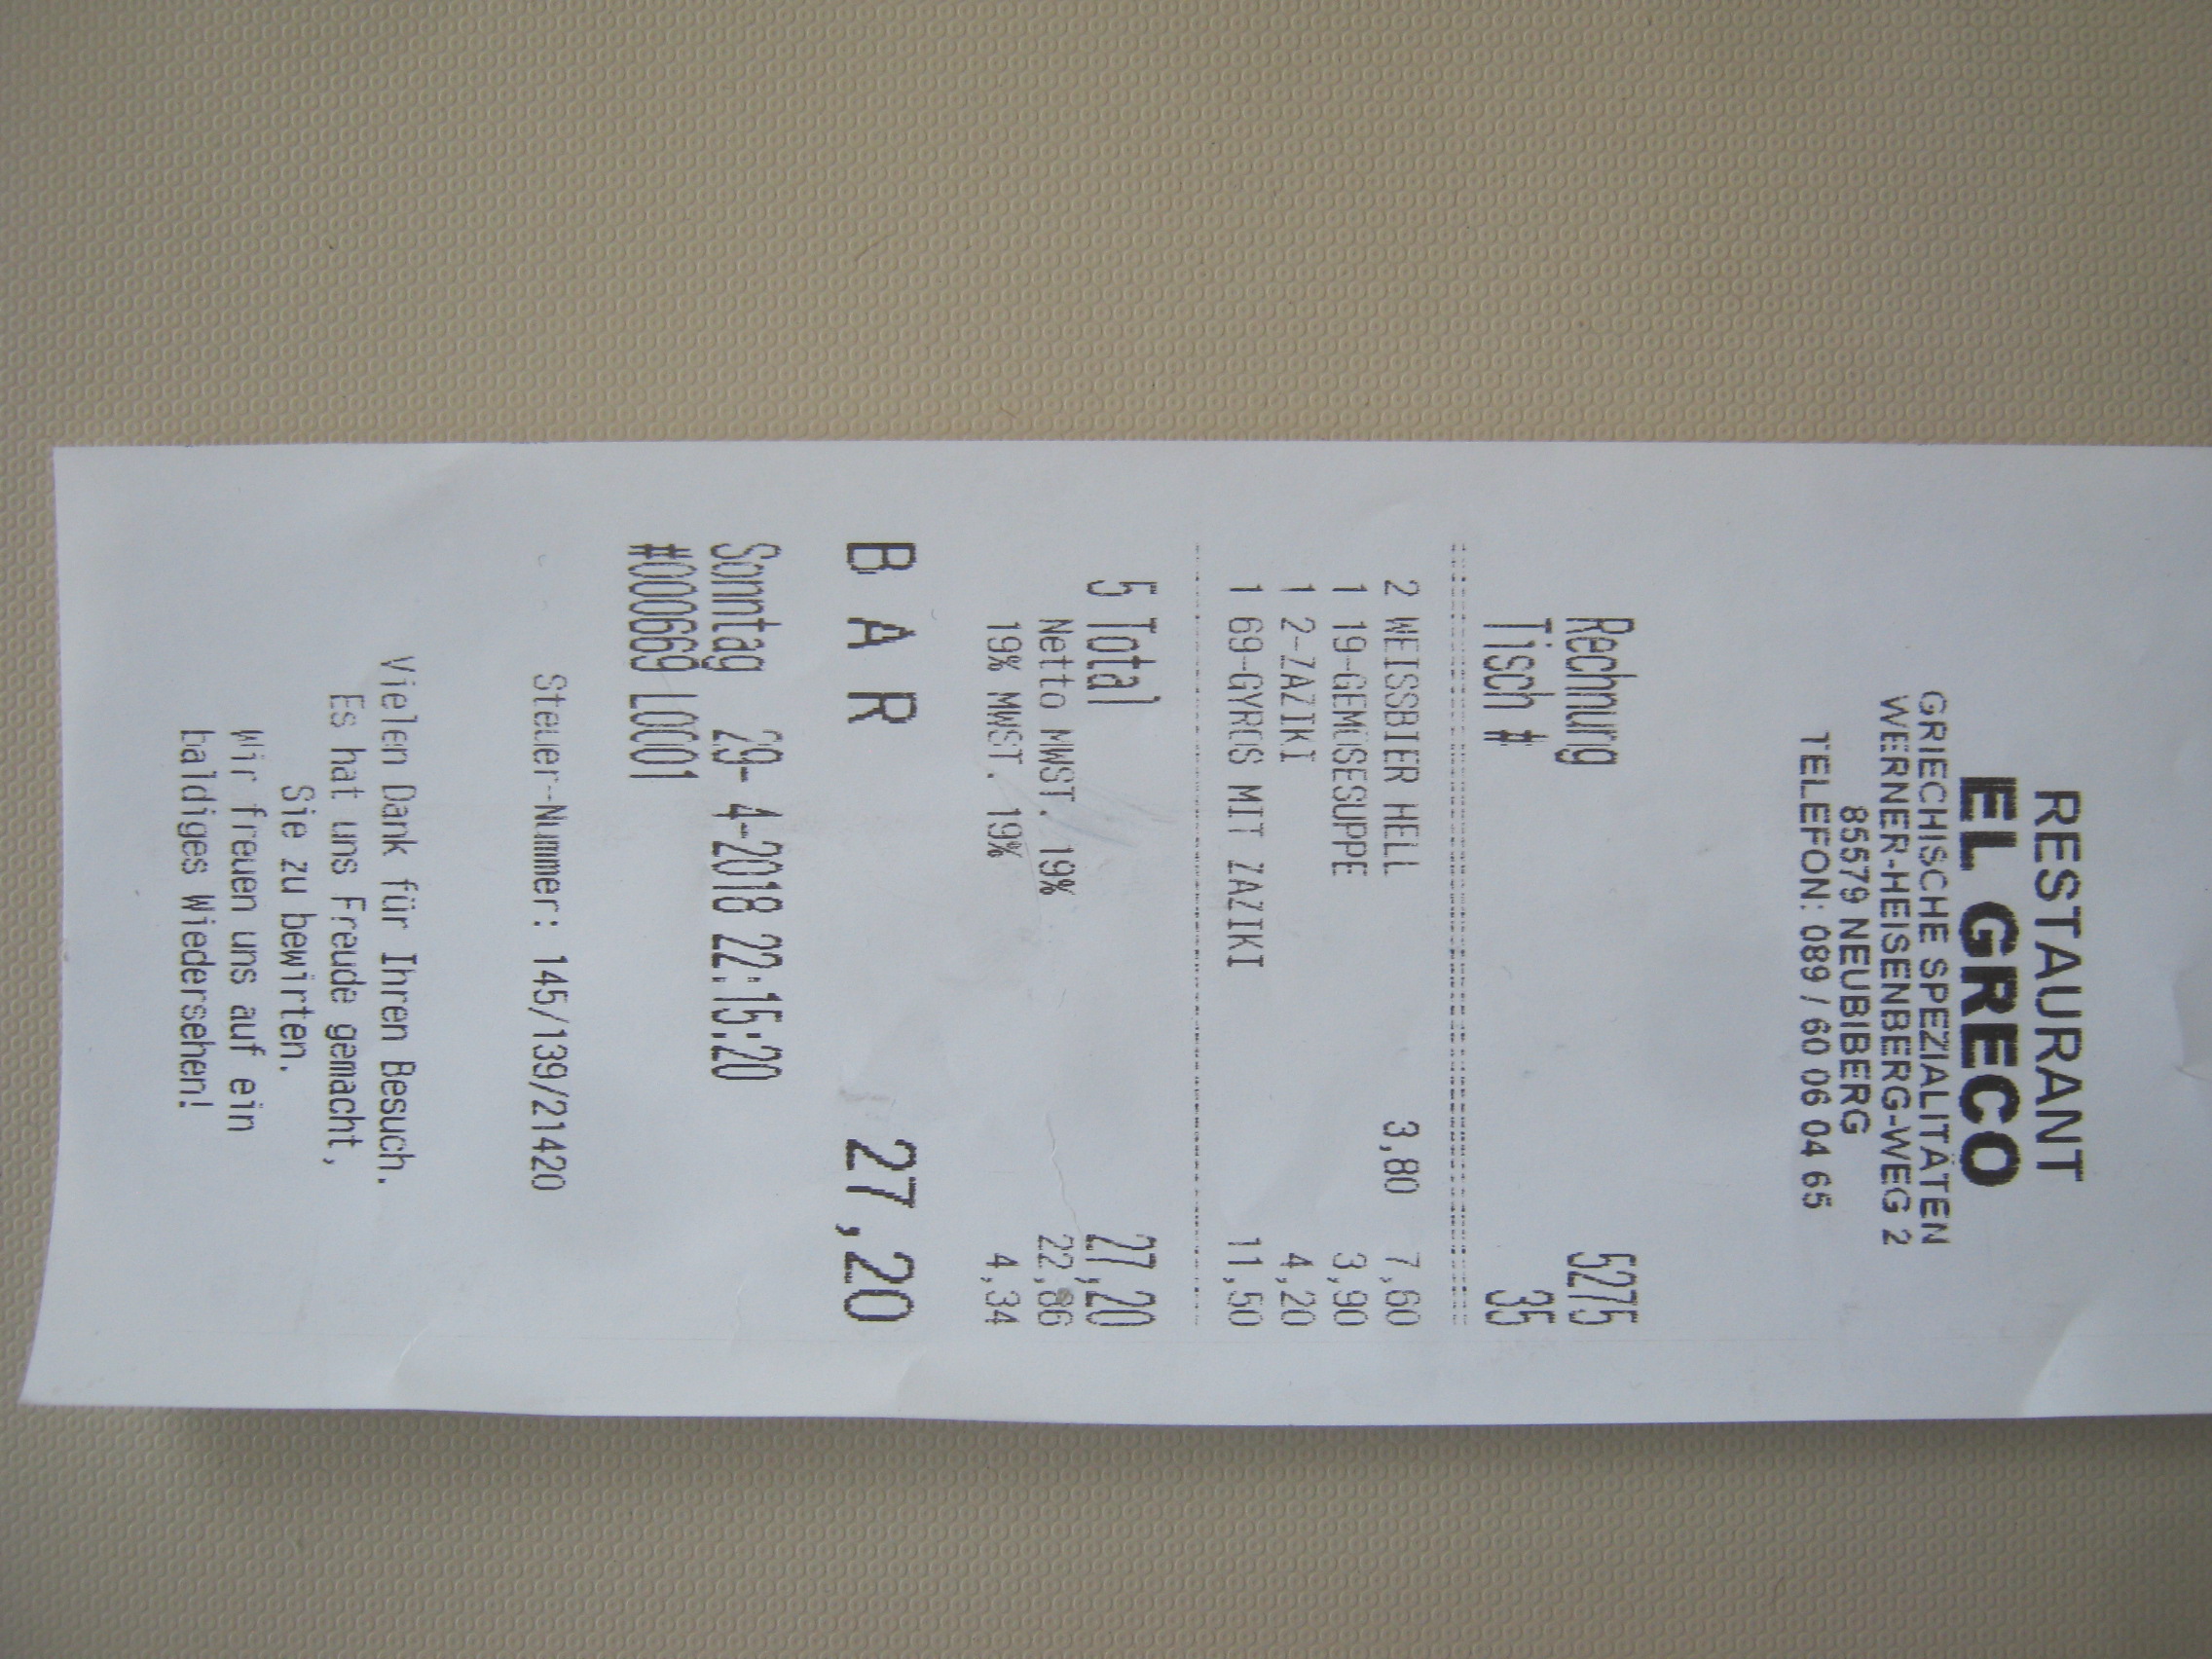 RESTAURANT
EL GRECO
GRIECHISCHE SPEZIALITÄTEN
WERNER-HEISENBERG-WEG 2
85579 NEUBIBERG
TELEFON: 089 / 60 06 04 65
Rechnung 5275
Tisch # 35
2 WEISSBIER HELL 3,80 7,60
1 19-GEMÜSESUPPE 3,90
1 2-ZAZIKI 4,20
1 69-GYROS MIT ZAZIKI 11,50
5 Total 27,20
Netto MWST. 19% 22,86
19% MWST. 19% 4,34
BAR 27,20
Sonntag 29- 4-2018 22:15:20
#000669 L0001
Steuer-Nummer: 145/139/21420
Vielen Dank für Ihren Besuch.
Es hat uns Freude gemacht,
Sie zu bewirten.
Wir freuen uns auf ein
baldiges Wiedersehen!